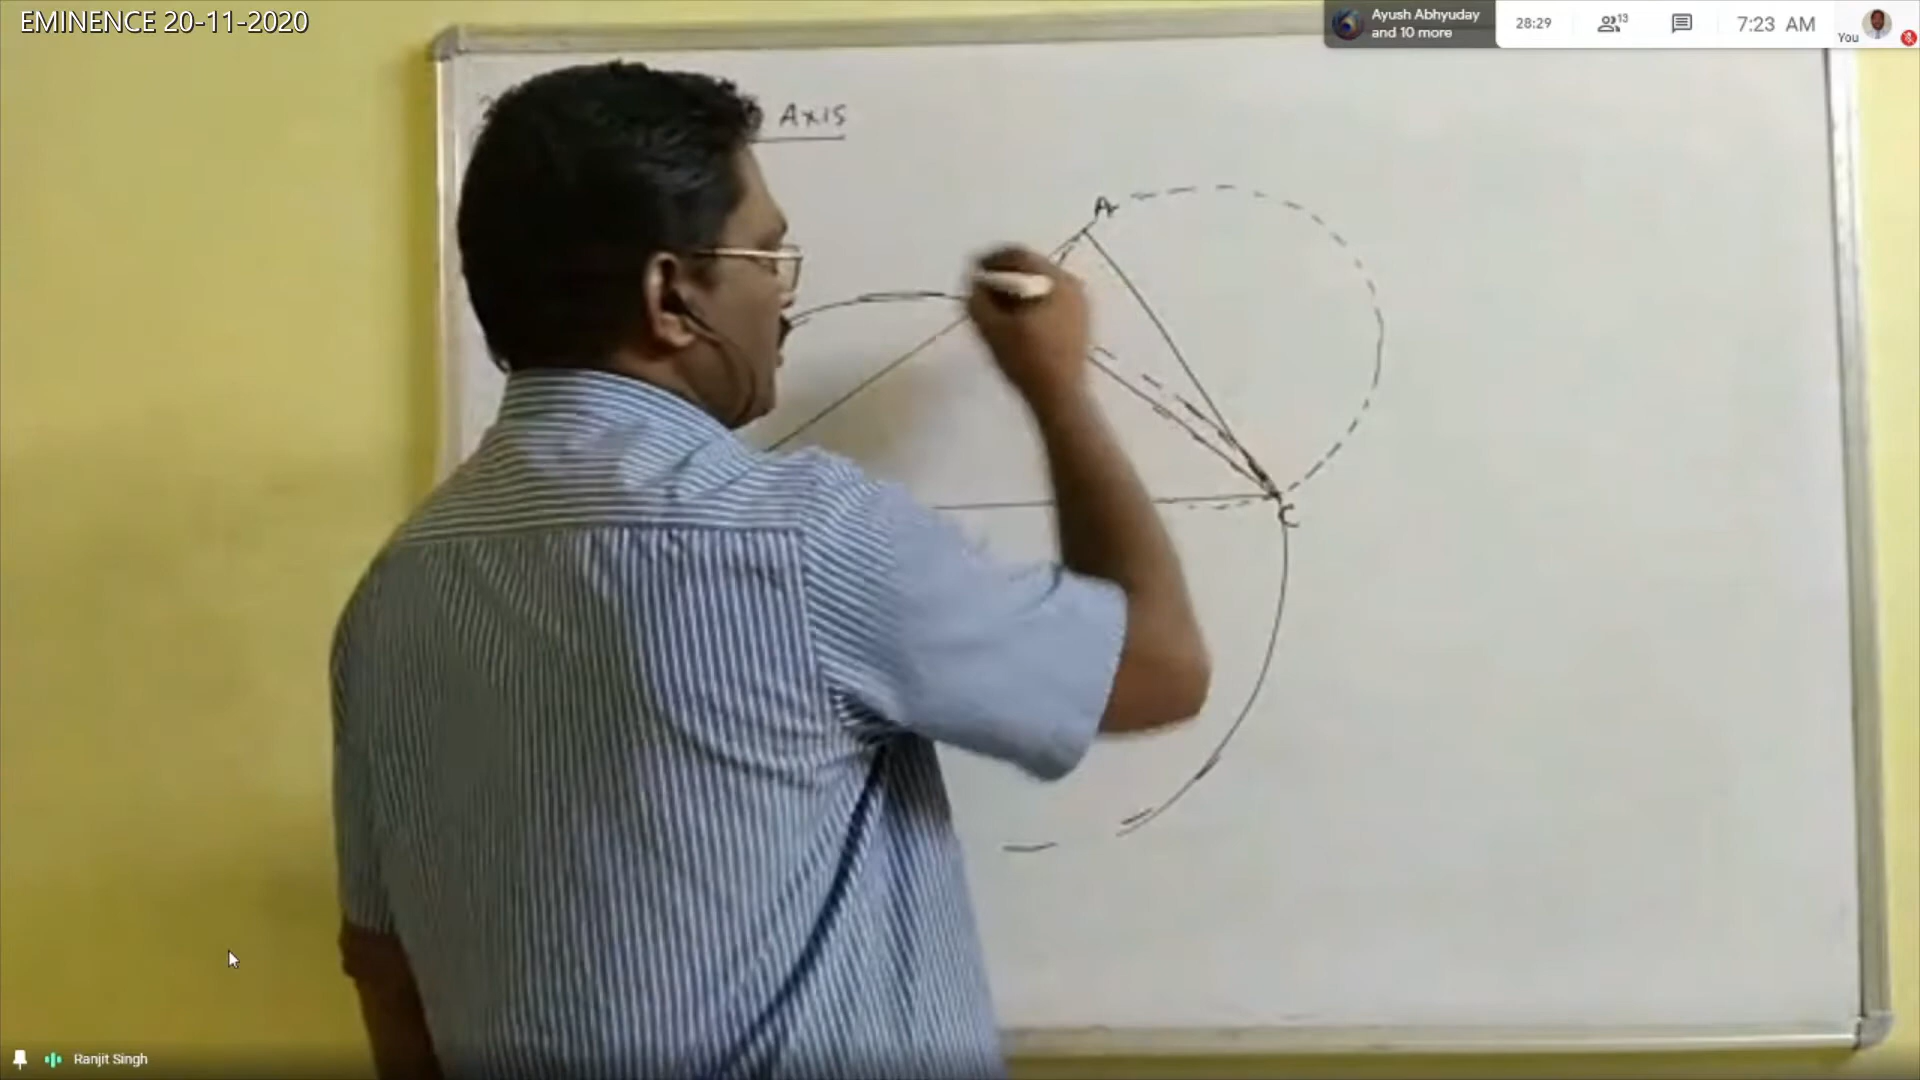 EMINENCE 20-11-2020
Ayush Abhyuday
and 10 more
28:29
13
7:23 AM
You
AXIS
A
C
Ranjit Singh